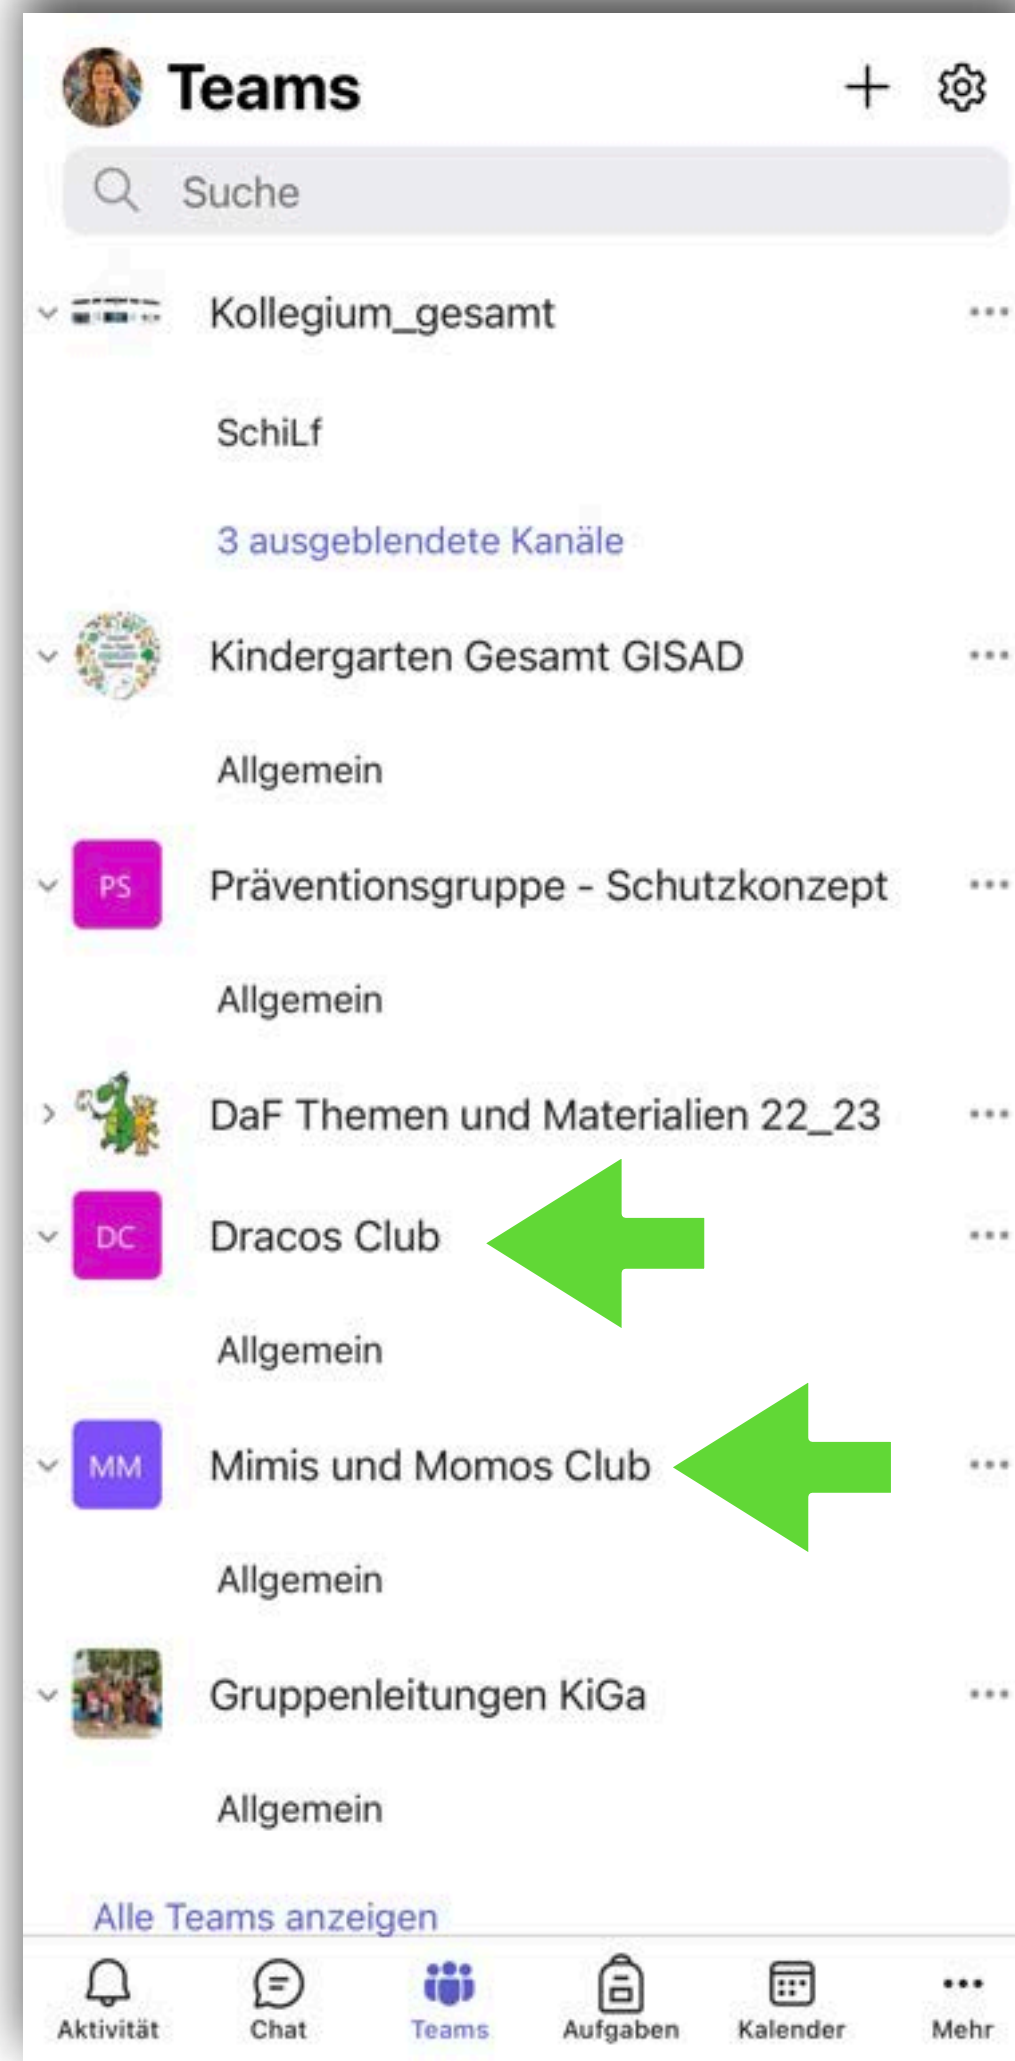 Teams
Suche
Kollegium_gesamt
SchiLf
3 ausgeblendete Kanäle
Kindergarten Gesamt GISAD
Allgemein
PS Präventionsgruppe - Schutzkonzept
Allgemein
DaF Themen und Materialien 22_23
DC Dracos Club
Allgemein
MM Mimis und Momos Club
Allgemein
Gruppenleitungen KiGa
Allgemein
Alle Teams anzeigen
Aktivität Chat Teams Aufgaben Kalender Mehr